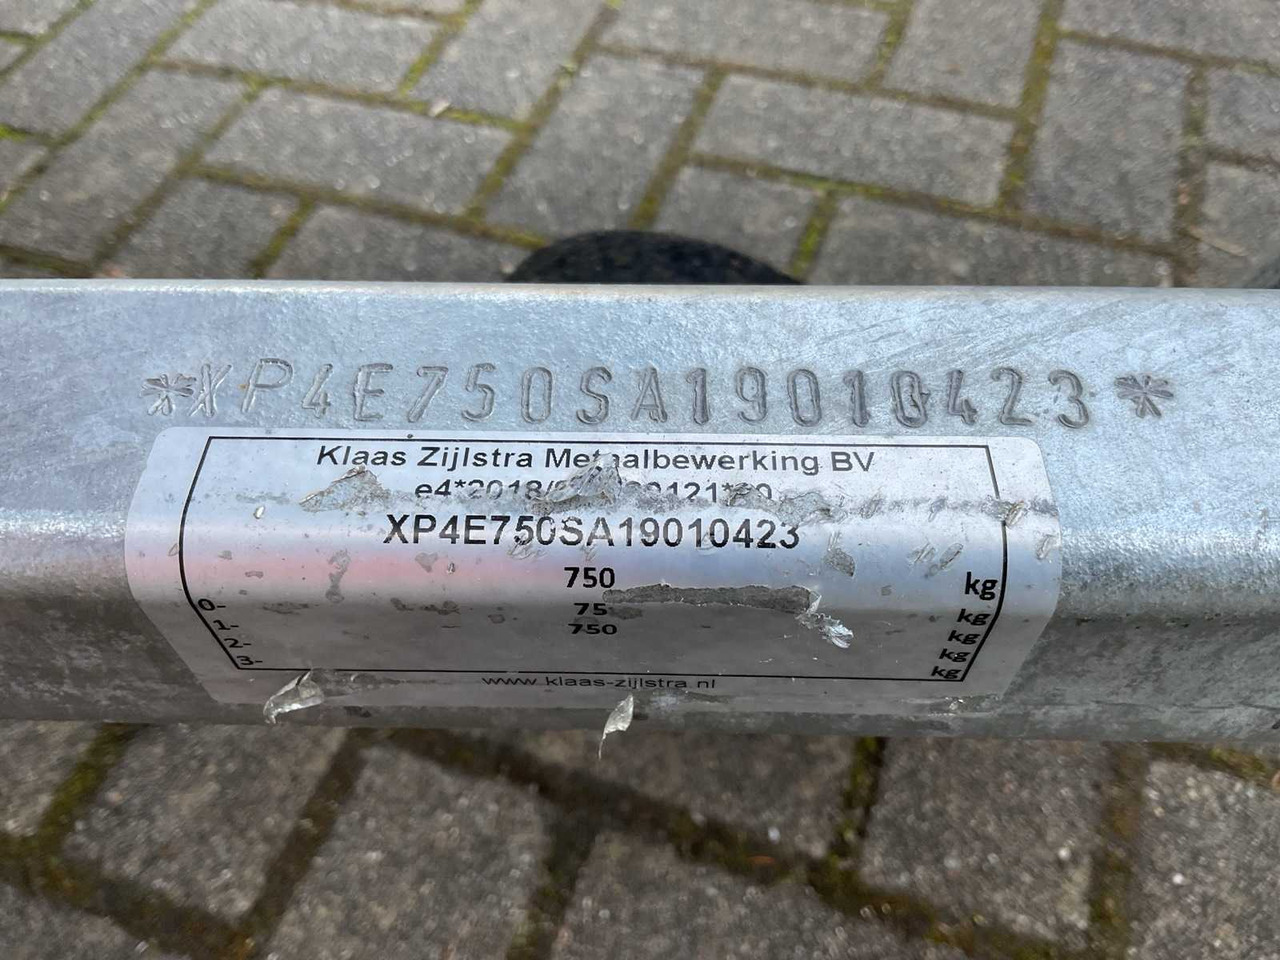 *XP4E750SA19010423*
Klaas Zijlstra Metaalbewerking BV
XP4E750SA19010423
750 kg
0- 75 kg
1- 750 kg
2- kg
3- kg
www.klaas-zijlstra.nl